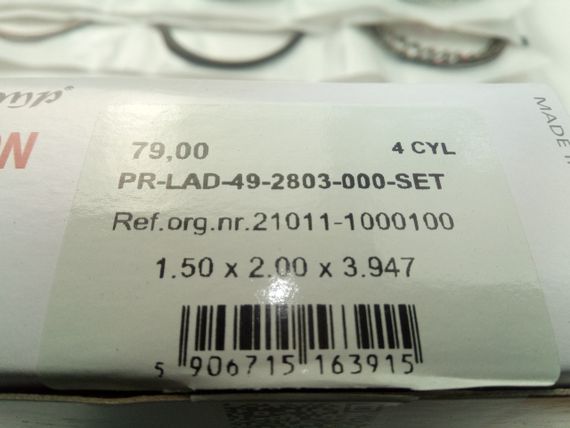 MADE
79,00 4 CYL
PR-LAD-49-2803-000-SET
Ref.org.nr.21011-1000100
1.50 x 2.00 x 3.947
5 906715 163915